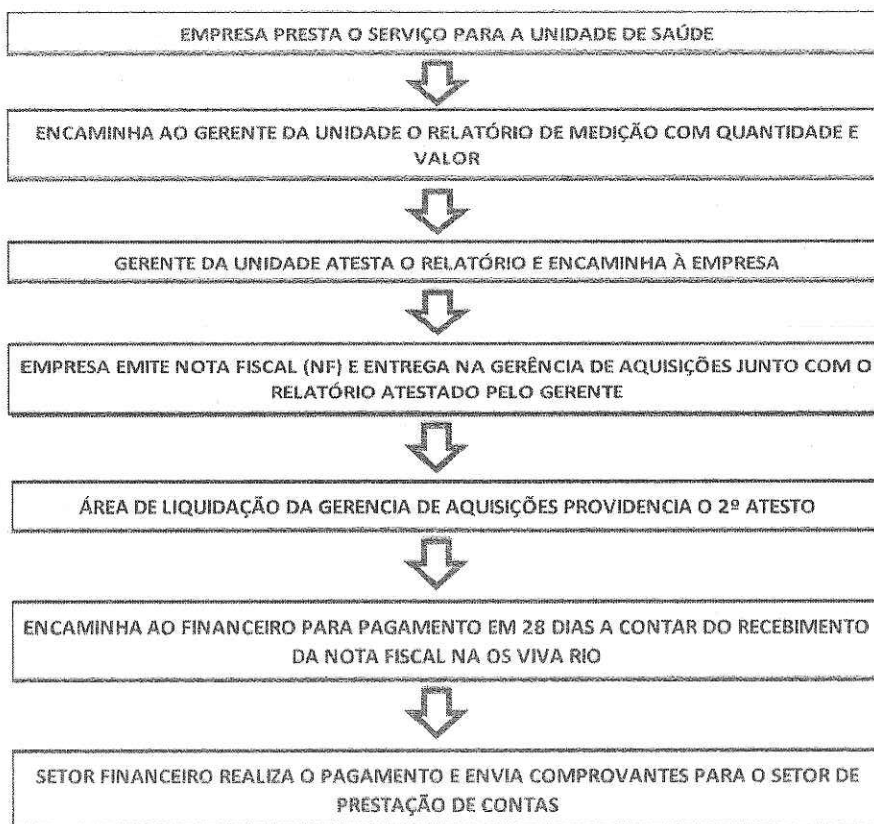 EMPRESA PRESTA O SERVIÇO PARA A UNIDADE DE SAÚDE
ENCAMINHA AO GERENTE DA UNIDADE O RELATÓRIO DE MEDIÇÃO COM QUANTIDADE E
VALOR
GERENTE DA UNIDADE ATESTA O RELATÓRIO E ENCAMINHA À EMPRESA
EMPRESA EMITE NOTA FISCAL (NF) E ENTREGA NA GERÊNCIA DE AQUISIÇÕES JUNTO COM O
RELATÓRIO ATESTADO PELO GERENTE
ÁREA DE LIQUIDAÇÃO DA GERENCIA DE AQUISIÇÕES PROVIDENCIA O 2º ATESTO
ENCAMINHA AO FINANCEIRO PARA PAGAMENTO EM 28 DIAS A CONTAR DO RECEBIMENTO
DA NOTA FISCAL NA OS VIVA RIO
SETOR FINANCEIRO REALIZA O PAGAMENTO E ENVIA COMPROVANTES PARA O SETOR DE
PRESTAÇÃO DE CONTAS